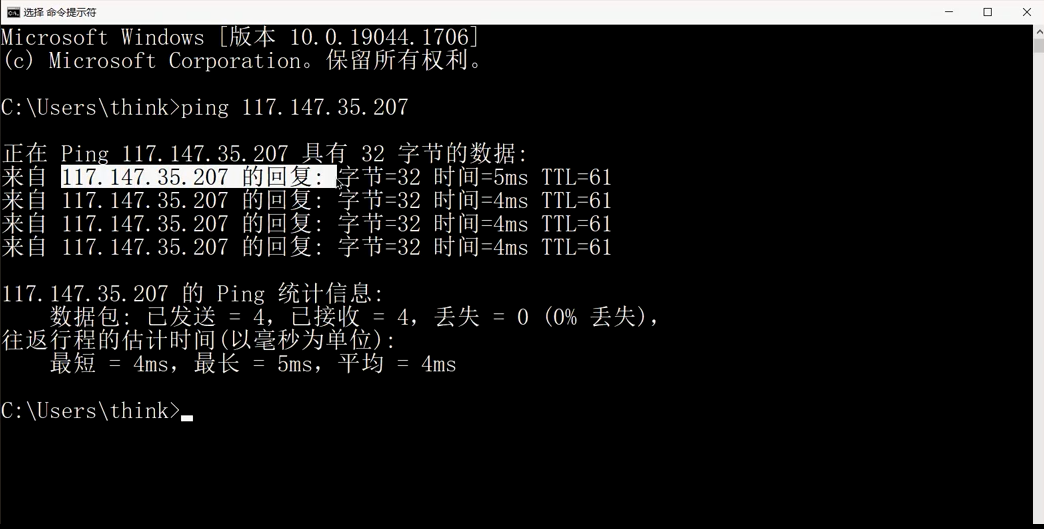 选择 命令提示符
Microsoft Windows [版本 10.0.19044.1706]
(c) Microsoft Corporation。保留所有权利。
C:\Users\think>ping 117.147.35.207
正在 Ping 117.147.35.207 具有 32 字节的数据:
来自 117.147.35.207 的回复: 字节=32 时间=5ms TTL=61
来自 117.147.35.207 的回复: 字节=32 时间=4ms TTL=61
来自 117.147.35.207 的回复: 字节=32 时间=4ms TTL=61
来自 117.147.35.207 的回复: 字节=32 时间=4ms TTL=61
117.147.35.207 的 Ping 统计信息:
数据包: 已发送 = 4，已接收 = 4，丢失 = 0 (0% 丢失)，
往返行程的估计时间(以毫秒为单位):
最短 = 4ms，最长 = 5ms，平均 = 4ms
C:\Users\think>